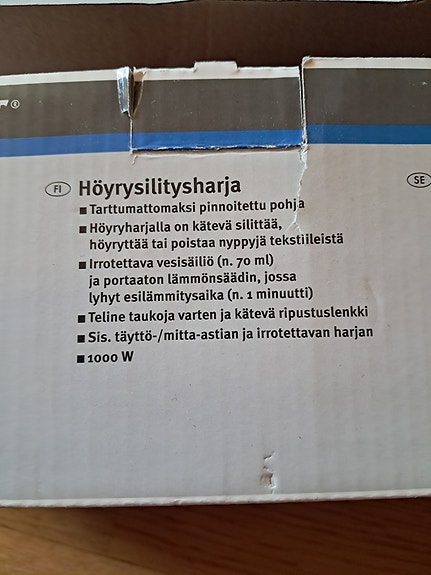 ®
FI Höyrysilitysharja
SE
■ Tarttumattomaksi pinnoitettu pohja
■ Höyryharjalla on kätevä silittää,
höyryttää tai poistaa nyppyjä tekstiileistä
■ Irrotettava vesisäiliö (n. 70 ml)
ja portaaton lämmönsäädin, jossa
lyhyt esilämmitysaika (n. 1 minuutti)
■ Teline taukoja varten ja kätevä ripustuslenkki
■ Sis. täyttö-/mitta-astian ja irrotettavan harjan
■ 1000 W